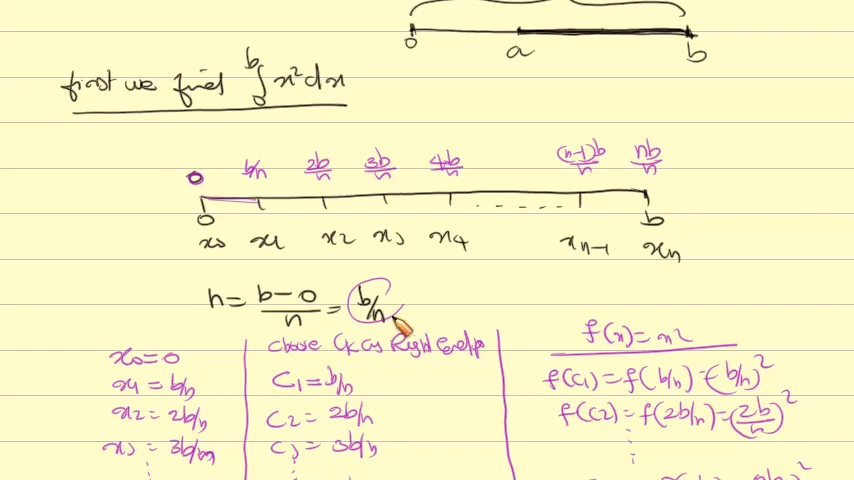 0 a b
first we find ∫₀ᵇ x²dx
0 b/n 2b/n 3b/n 4b/n (n-1)b/n nb/n
0 - - - - - - b
x0 x1 x2 x3 x4 xn-1 xn
h = b-0/n = b/n
f(x) = x2
choose Ck as Right Endpt
x0 = 0
x1 = b/n
x2 = 2b/n
x3 = 3b/n
C1 = b/n
C2 = 2b/n
C3 = 3b/n
f(C1) = f(b/n) = (b/n)²
f(C2) = f(2b/n) = (2b/n)²